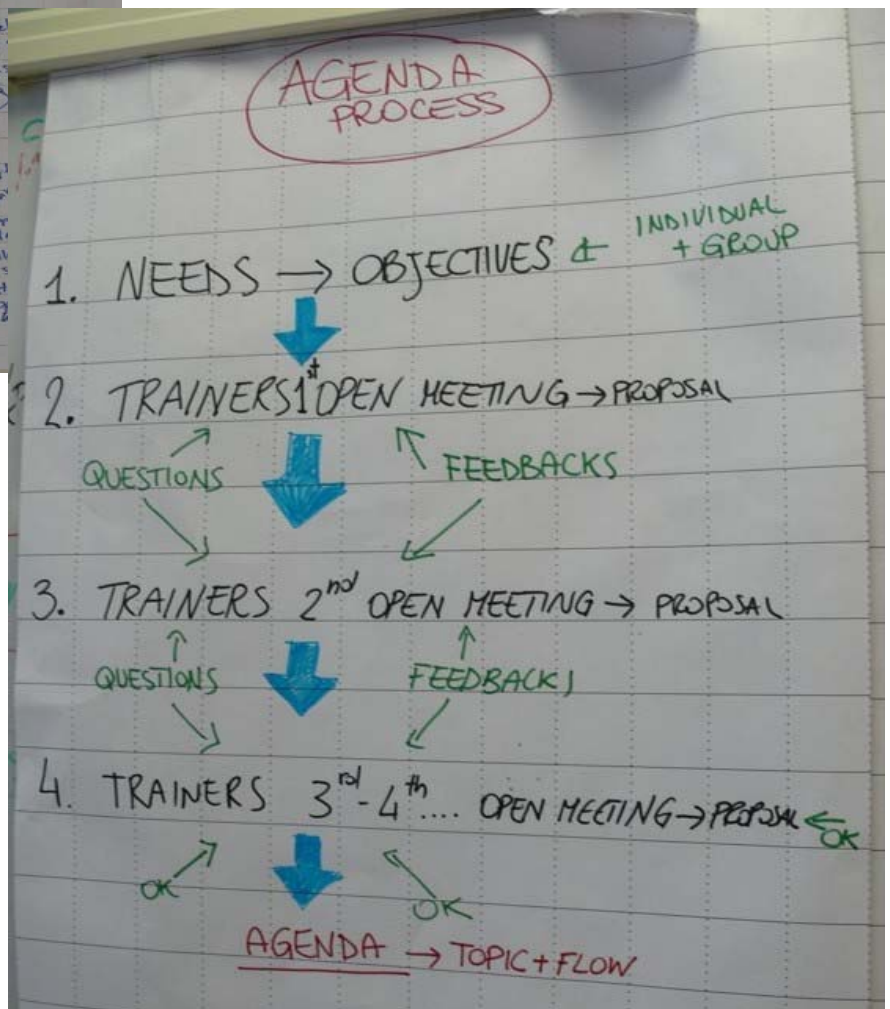 AGENDA
PROCESS
1. NEEDS → OBJECTIVES ← INDIVIDUAL
+ GROUP
2. TRAINERS 1st OPEN MEETING → PROPOSAL
QUESTIONS FEEDBACKS
3. TRAINERS 2nd OPEN MEETING → PROPOSAL
QUESTIONS FEEDBACKS
4. TRAINERS 3rd-4th.... OPEN MEETING → PROPOSAL ← OK
OK OK
AGENDA → TOPIC + FLOW